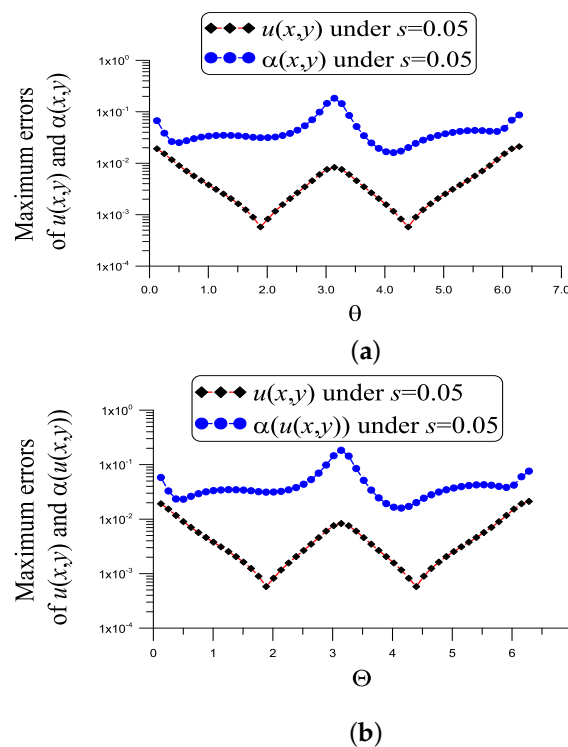 u(x,y) under s=0.05
α(x,y) under s=0.05
Maximum errors
of u(x,y) and α(x,y)
1x10⁰
1x10⁻¹
1x10⁻²
1x10⁻³
1x10⁻⁴
0.0 1.0 2.0 3.0 4.0 5.0 6.0 7.0
θ
(a)
u(x,y) under s=0.05
α(u(x,y)) under s=0.05
Maximum errors
of u(x,y) and α(u(x,y))
1x10⁰
1x10⁻¹
1x10⁻²
1x10⁻³
1x10⁻⁴
0 1 2 3 4 5 6
Θ
(b)